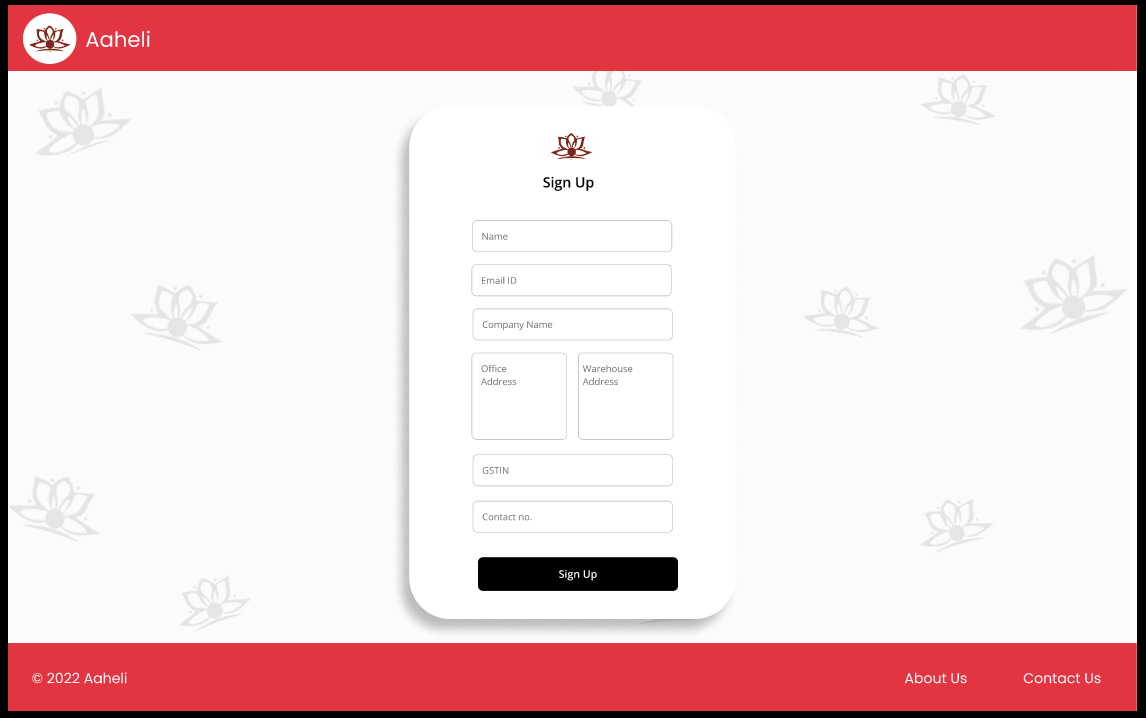 Aaheli
Sign Up
Name
Email ID
Company Name
Office
Address
Warehouse
Address
GSTIN
Contact no.
Sign Up
© 2022 Aaheli
About Us
Contact Us